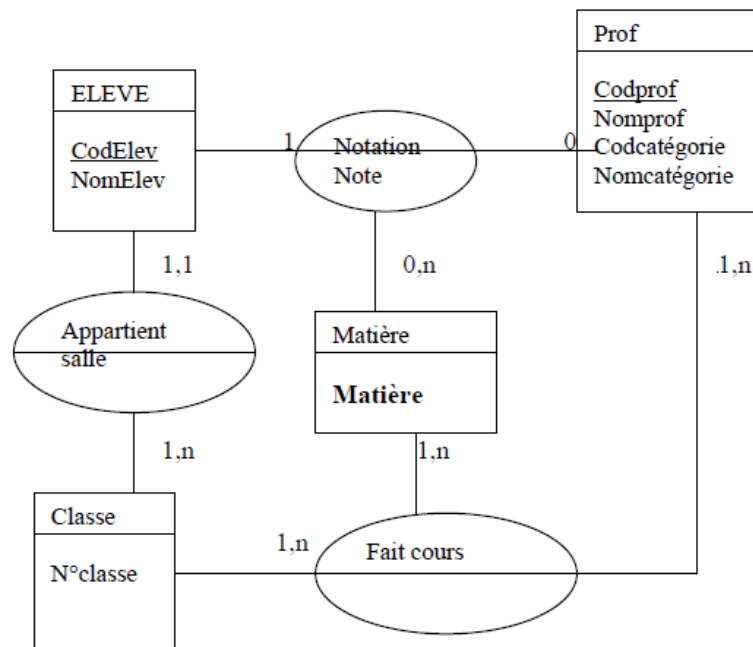 Prof
Codprof
Nomprof
Codcatégorie
Nomcatégorie
ELEVE
CodElev
NomElev
1
Notation
Note
0
1,1
0,n
.1,n
Appartient
salle
Matière
Matière
1,n
1,n
Classe
N°classe
1,n
Fait cours